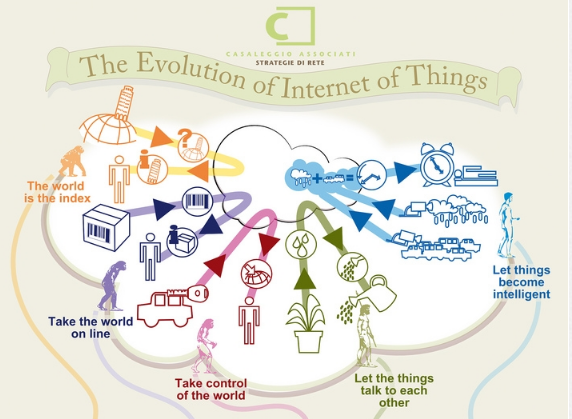 CASALEGGIO ASSOCIATI
STRATEGIE DI RETE
The Evolution of Internet of Things
?
The world
is the index
+ =
Let things
become
intelligent
Take the world
on line
Take control
of the world
Let the things
talk to each
other